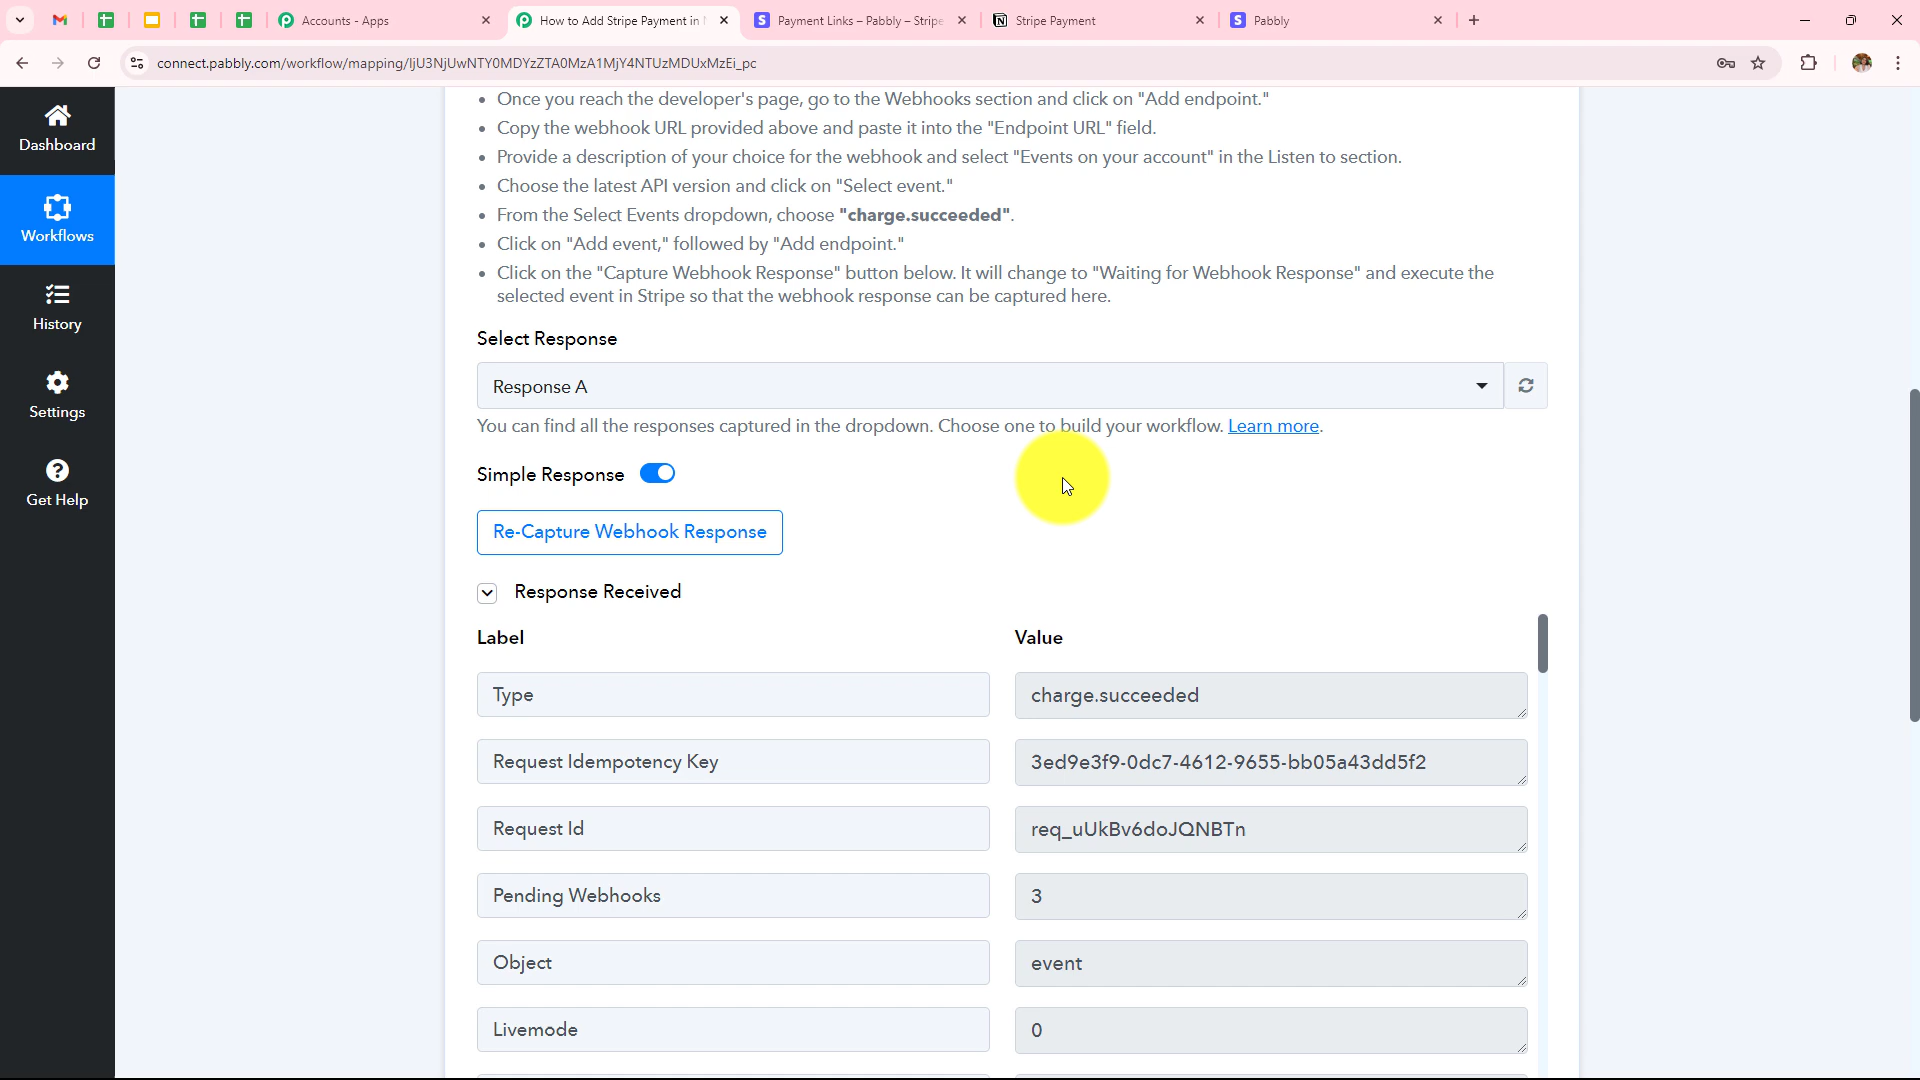 Accounts - Apps
How to Add Stripe Payment in
Payment Links – Pabbly – Stripe
Stripe Payment
Pabbly
connect.pabbly.com/workflow/mapping/IjU3NjUwNTY0MDYzZTA0MzA1MjY4NTUzMDUxMzEi_pc
Dashboard
Workflows
History
Settings
Get Help
• Once you reach the developer's page, go to the Webhooks section and click on "Add endpoint."
• Copy the webhook URL provided above and paste it into the "Endpoint URL" field.
• Provide a description of your choice for the webhook and select "Events on your account" in the Listen to section.
• Choose the latest API version and click on "Select event."
• From the Select Events dropdown, choose "charge.succeeded".
• Click on "Add event," followed by "Add endpoint."
• Click on the "Capture Webhook Response" button below. It will change to "Waiting for Webhook Response" and execute the
selected event in Stripe so that the webhook response can be captured here.
Select Response
Response A
You can find all the responses captured in the dropdown. Choose one to build your workflow. Learn more.
Simple Response
Re-Capture Webhook Response
Response Received
Label Value
Type charge.succeeded
Request Idempotency Key 3ed9e3f9-0dc7-4612-9655-bb05a43dd5f2
Request Id req_uUkBv6doJQNBTn
Pending Webhooks 3
Object event
Livemode 0